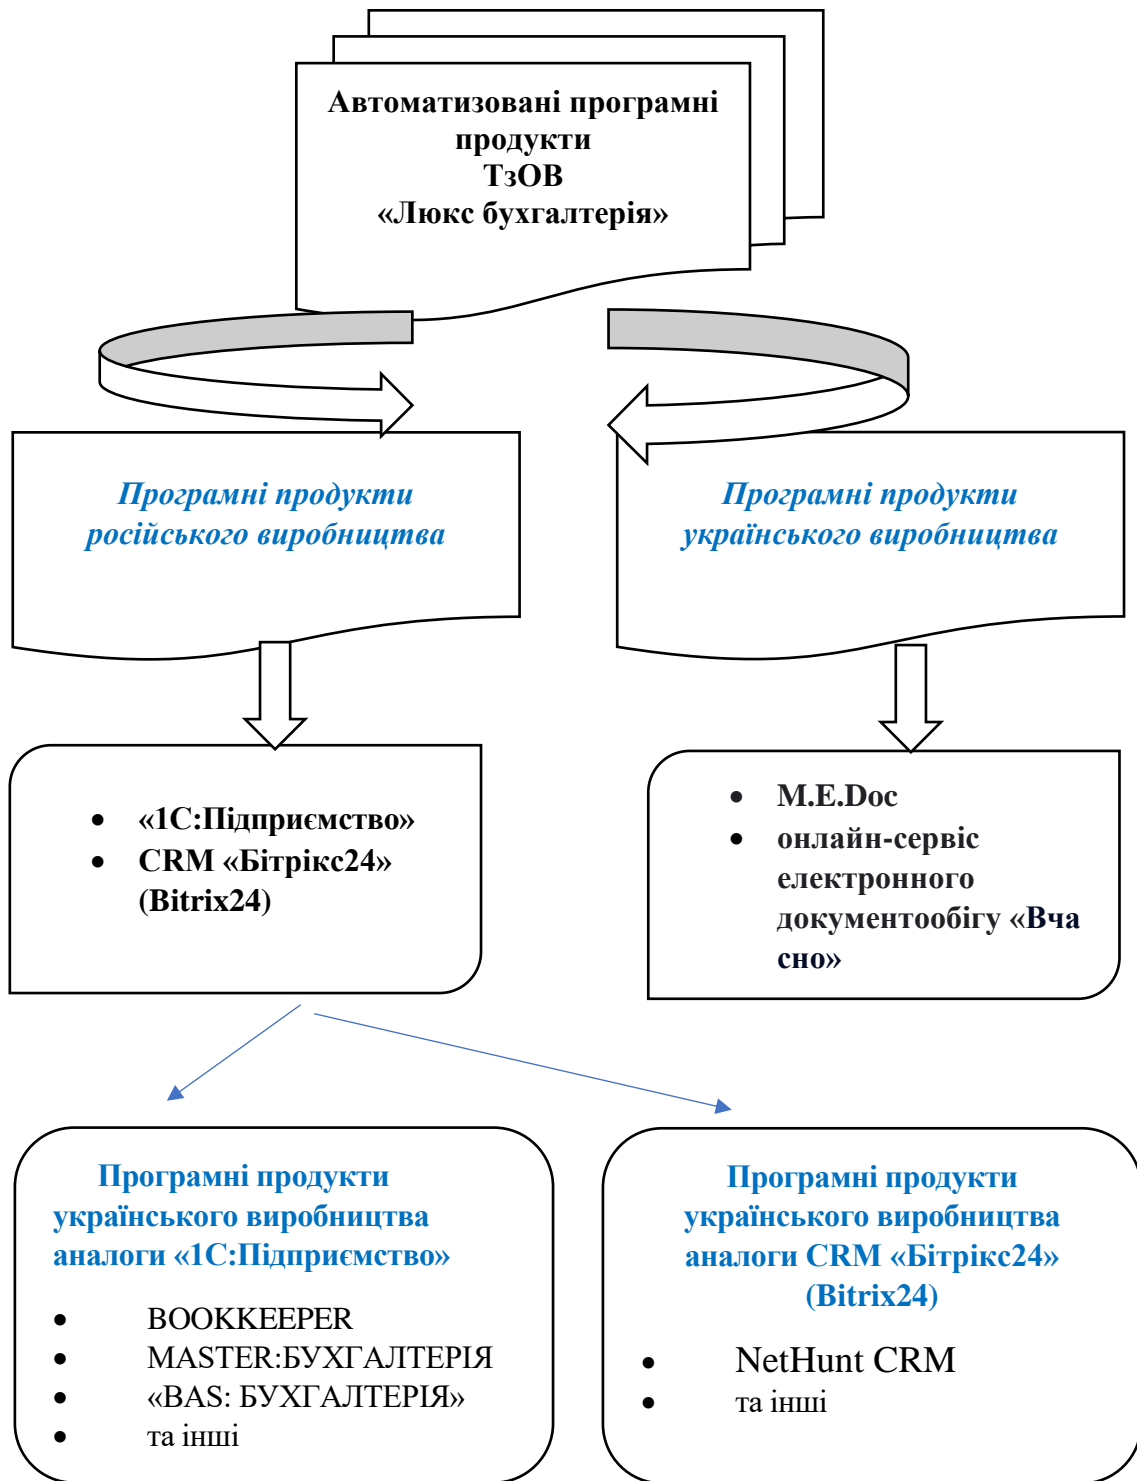 Автоматизовані програмні
продукти
ТзОВ
«Люкс бухгалтерія»
Програмні продукти
російського виробництва
Програмні продукти
українського виробництва
• «1С:Підприємство»
• CRM «Бітрікс24»
(Bitrix24)
• M.E.Doc
• онлайн-сервіс
електронного
документообігу «Вча
сно»
Програмні продукти
українського виробництва
аналоги «1С:Підприємство»
• BOOKKEEPER
• MASTER:БУХГАЛТЕРІЯ
• «BAS: БУХГАЛТЕРІЯ»
• та інші
Програмні продукти
українського виробництва
аналоги CRM «Бітрікс24»
(Bitrix24)
• NetHunt CRM
• та інші